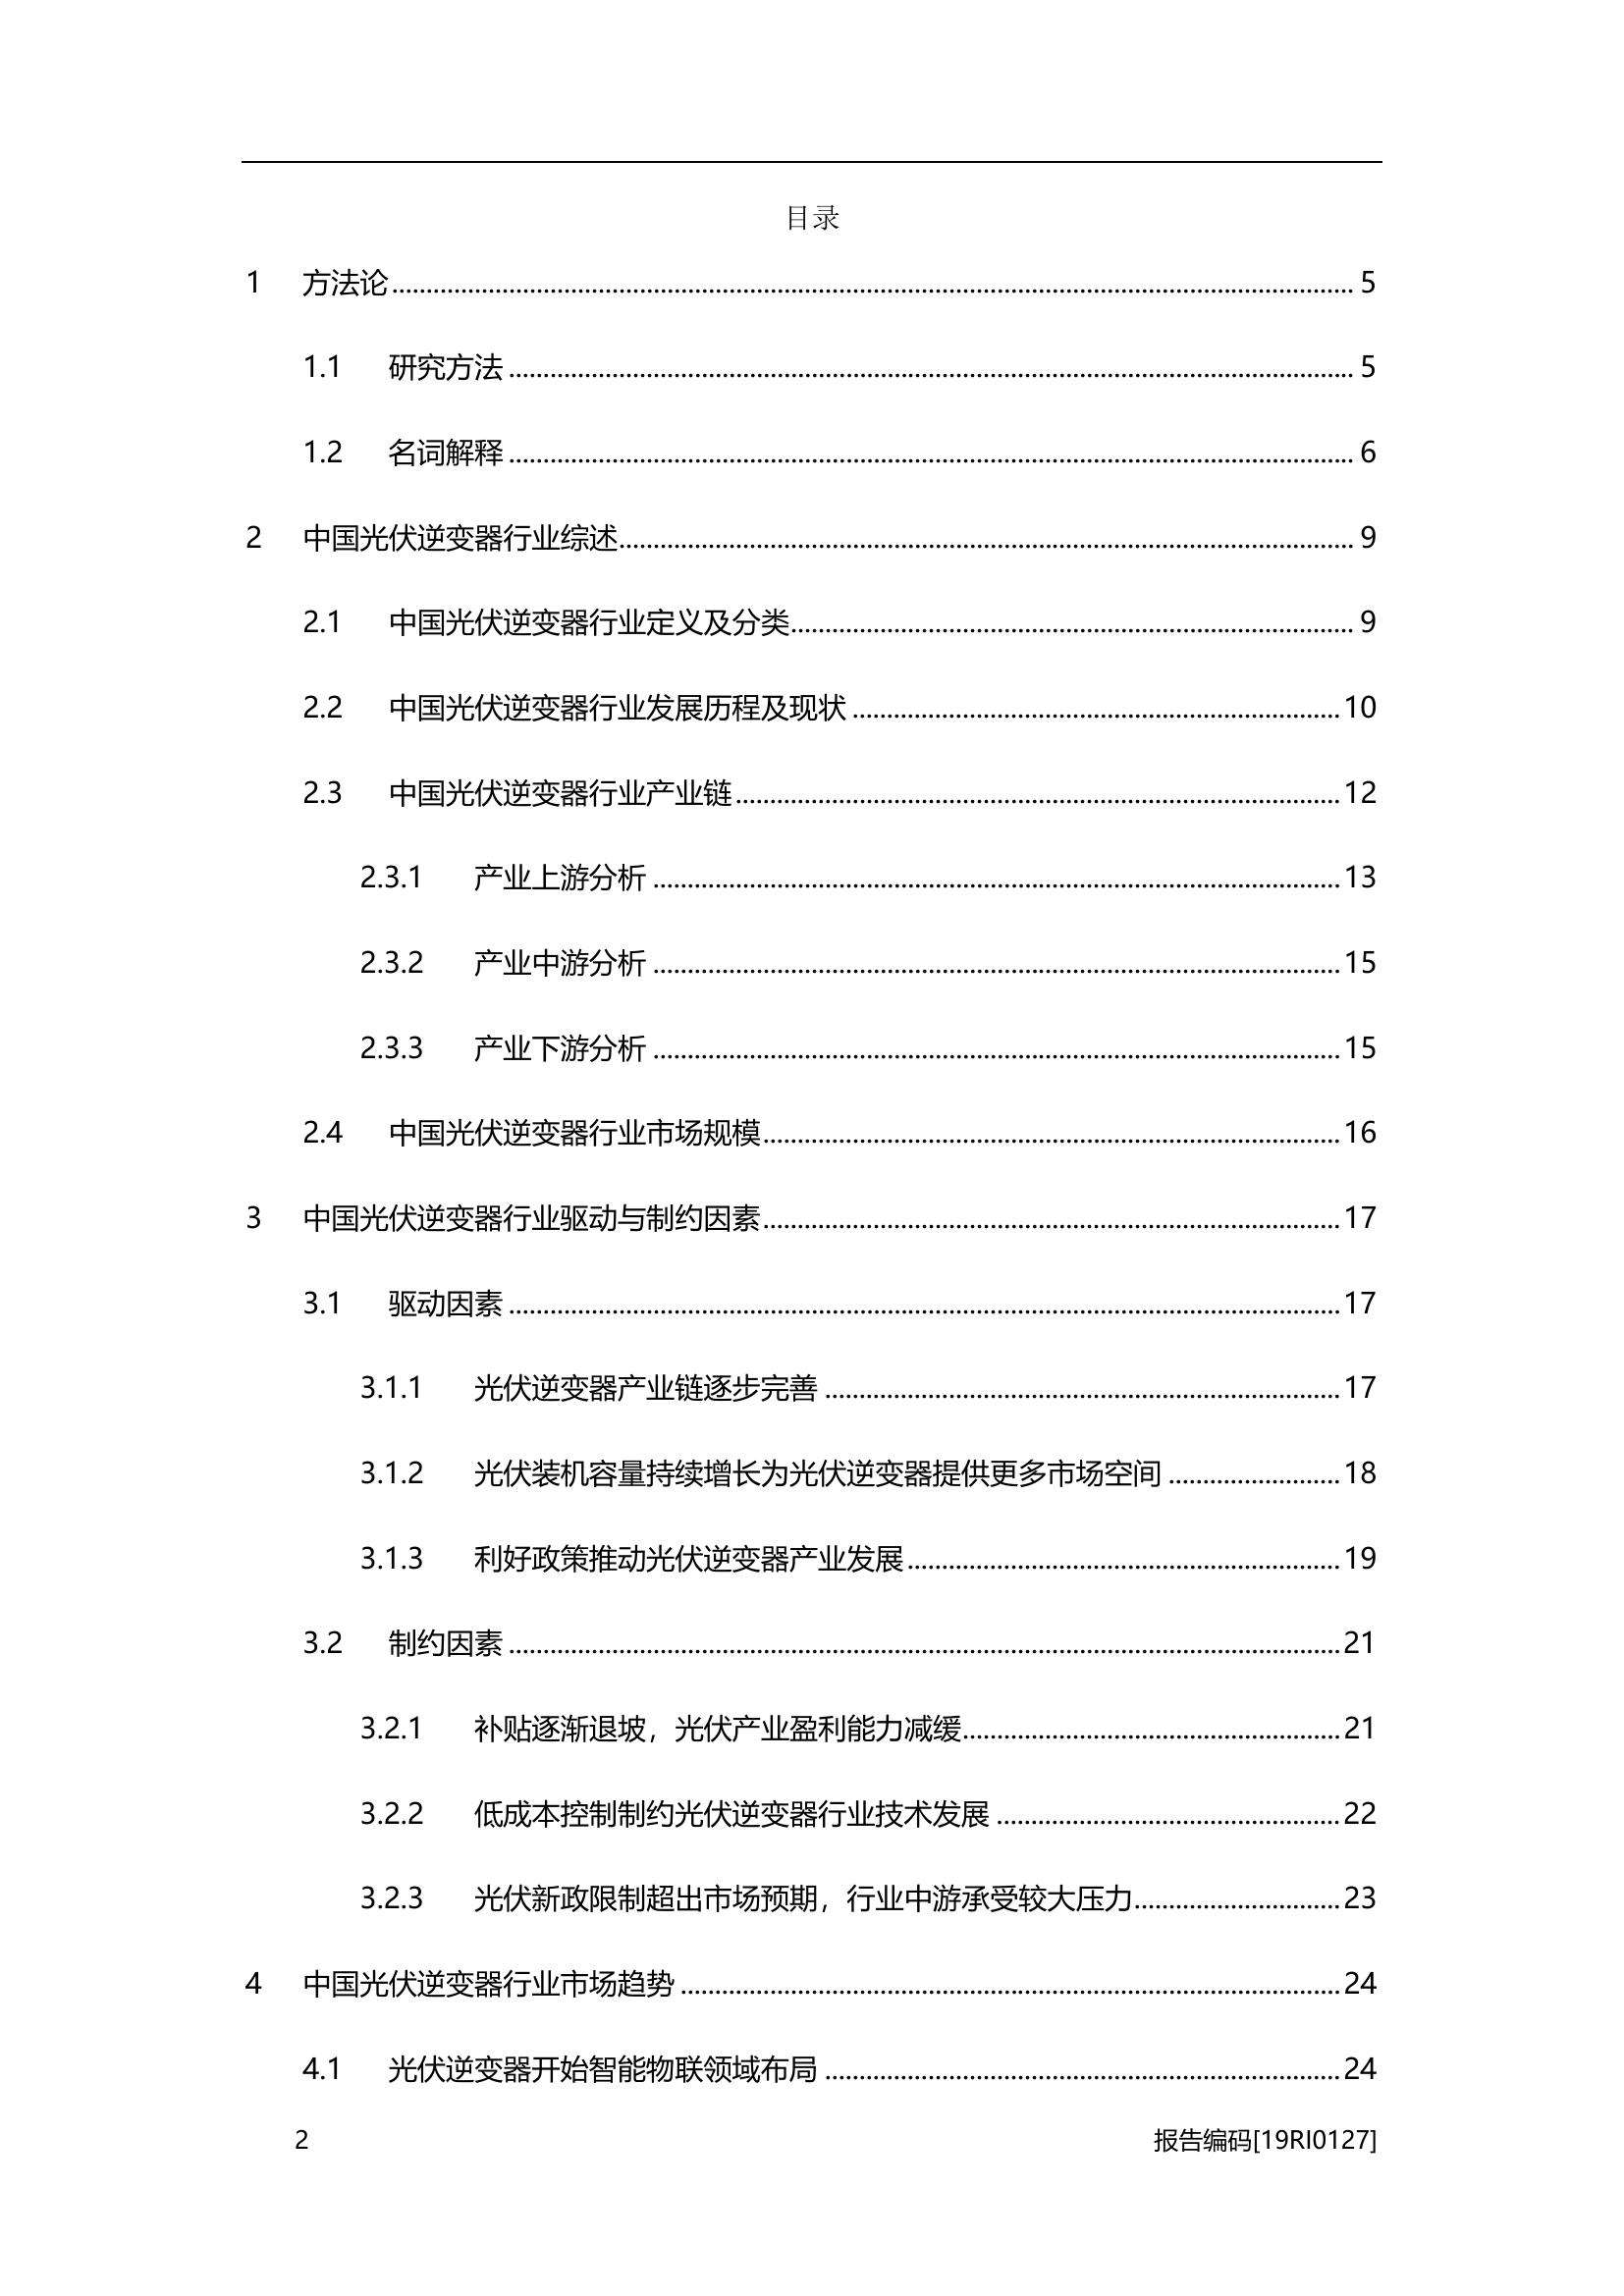 目录
1 方法论 5
1.1 研究方法 5
1.2 名词解释 6
2 中国光伏逆变器行业综述 9
2.1 中国光伏逆变器行业定义及分类 9
2.2 中国光伏逆变器行业发展历程及现状 10
2.3 中国光伏逆变器行业产业链 12
2.3.1 产业上游分析 13
2.3.2 产业中游分析 15
2.3.3 产业下游分析 15
2.4 中国光伏逆变器行业市场规模 16
3 中国光伏逆变器行业驱动与制约因素 17
3.1 驱动因素 17
3.1.1 光伏逆变器产业链逐步完善 17
3.1.2 光伏装机容量持续增长为光伏逆变器提供更多市场空间 18
3.1.3 利好政策推动光伏逆变器产业发展 19
3.2 制约因素 21
3.2.1 补贴逐渐退坡，光伏产业盈利能力减缓 21
3.2.2 低成本控制制约光伏逆变器行业技术发展 22
3.2.3 光伏新政限制超出市场预期，行业中游承受较大压力 23
4 中国光伏逆变器行业市场趋势 24
4.1 光伏逆变器开始智能物联领域布局 24
2 报告编码[19RI0127]